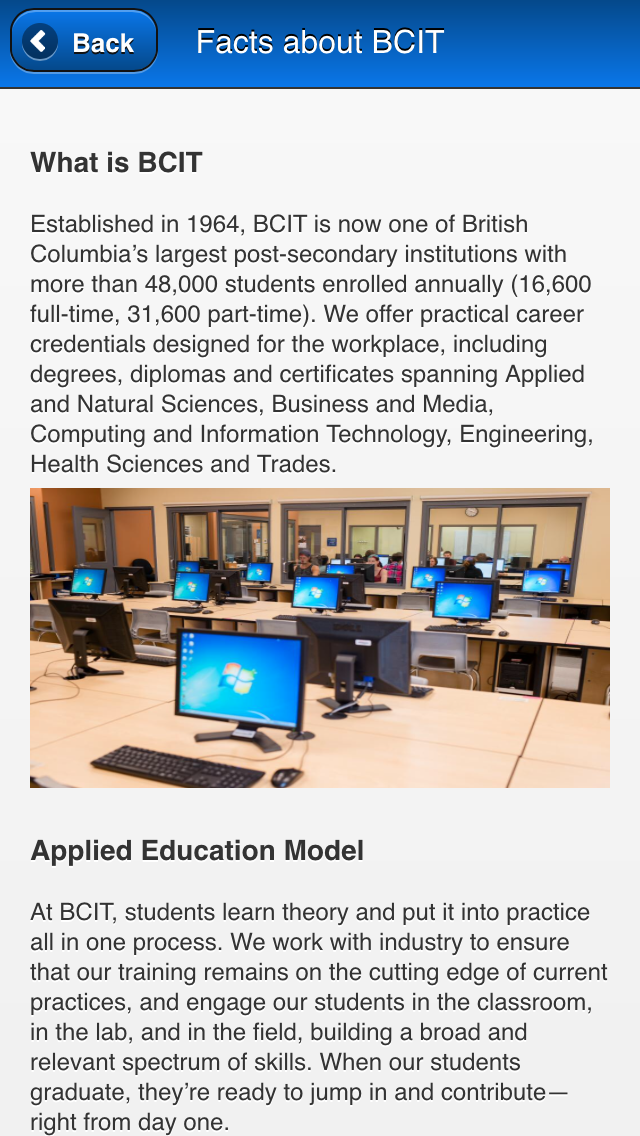 Back
Facts about BCIT
What is BCIT
Established in 1964, BCIT is now one of British
Columbia’s largest post-secondary institutions with
more than 48,000 students enrolled annually (16,600
full-time, 31,600 part-time). We offer practical career
credentials designed for the workplace, including
degrees, diplomas and certificates spanning Applied
and Natural Sciences, Business and Media,
Computing and Information Technology, Engineering,
Health Sciences and Trades.
Applied Education Model
At BCIT, students learn theory and put it into practice
all in one process. We work with industry to ensure
that our training remains on the cutting edge of current
practices, and engage our students in the classroom,
in the lab, and in the field, building a broad and
relevant spectrum of skills. When our students
graduate, they’re ready to jump in and contribute—
right from day one.